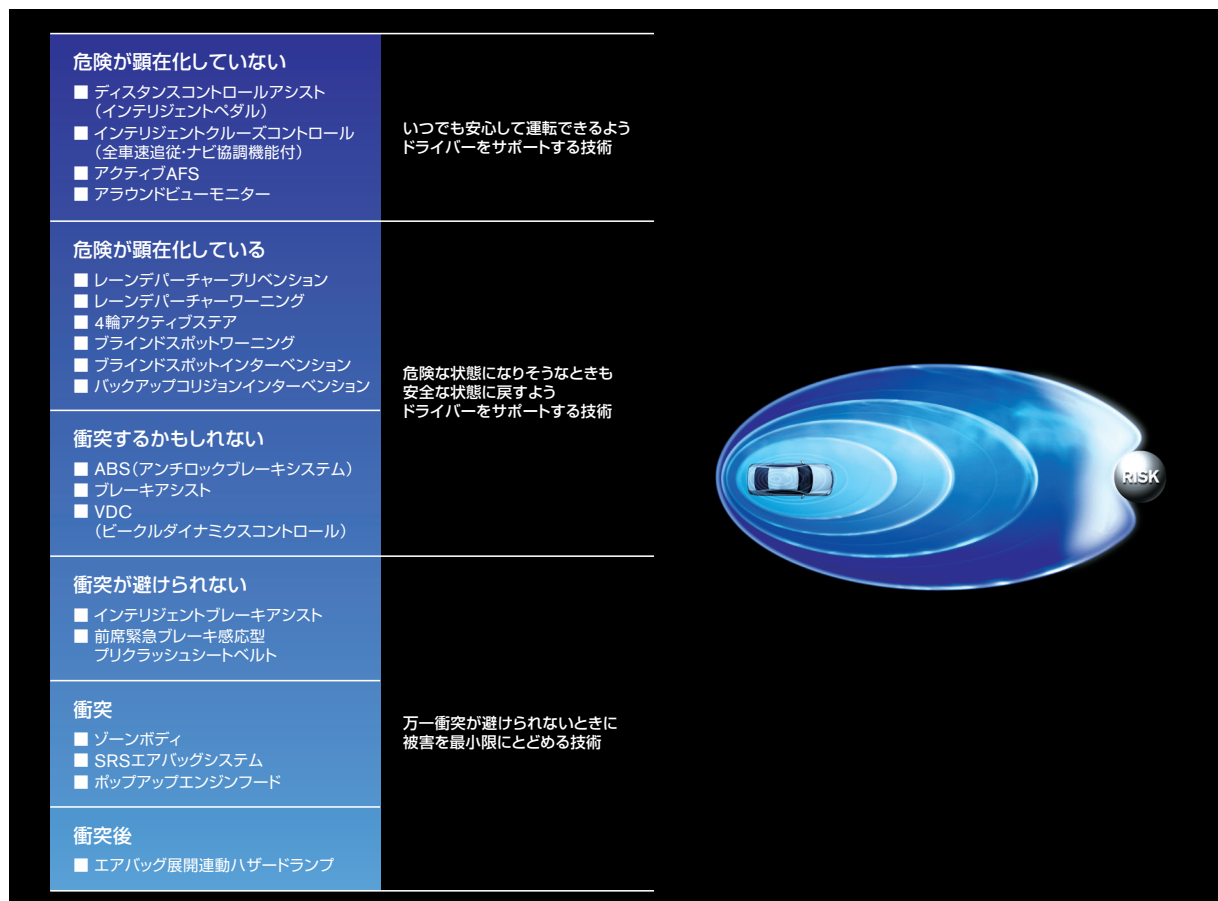 危険が顕在化していない
■ ディスタンスコントロールアシスト
（インテリジェントペダル）
■ インテリジェントクルーズコントロール
（全車速追従・ナビ協調機能付）
■ アクティブAFS
■ アラウンドビューモニター
いつでも安心して運転できるよう
ドライバーをサポートする技術
危険が顕在化している
■ レーンデパーチャープリベンション
■ レーンデパーチャーワーニング
■ 4輪アクティブステア
■ ブラインドスポットワーニング
■ ブラインドスポットインターベンション
■ バックアップコリジョンインターベンション
衝突するかもしれない
■ ABS（アンチロックブレーキシステム）
■ ブレーキアシスト
■ VDC
（ビークルダイナミクスコントロール）
危険な状態になりそうなときも
安全な状態に戻すよう
ドライバーをサポートする技術
衝突が避けられない
■ インテリジェントブレーキアシスト
■ 前席緊急ブレーキ感応型
プリクラッシュシートベルト
衝突
■ ゾーンボディ
■ SRSエアバッグシステム
■ ポップアップエンジンフード
衝突後
■ エアバッグ展開連動ハザードランプ
万一衝突が避けられないときに
被害を最小限にとどめる技術
RISK